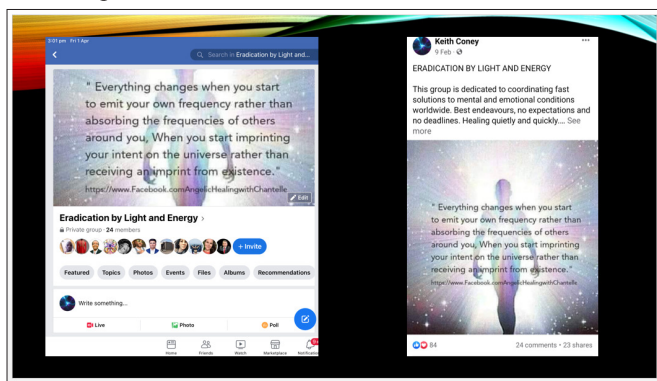 3:01 pm Fri 1 Apr
Search in Eradication by Light and...
" Everything changes when you start
to emit your own frequency rather than
absorbing the frequencies of others
around you, When you start imprinting
your intent on the universe rather than
receiving an imprint from existence."
https://www.Facebook.comAngelicHealingwithChantelle
Edit
Eradication by Light and Energy >
Private group · 24 members
+ Invite
Featured Topics Photos Events Files Albums Recommendations
Write something...
Live Photo Poll
Home Friends Watch Marketplace Notifications
Keith Coney
9 Feb ·
ERADICATION BY LIGHT AND ENERGY
This group is dedicated to coordinating fast
solutions to mental and emotional conditions
worldwide. Best endeavours, no expectations and
no deadlines. Healing quietly and quickly.... See
more
" Everything changes when you start
to emit your own frequency rather than
absorbing the frequencies of others
around you, When you start imprinting
your intent on the universe rather than
receiving an imprint from existence."
https://www.Facebook.comAngelicHealingwithChantelle
84
24 comments • 23 shares